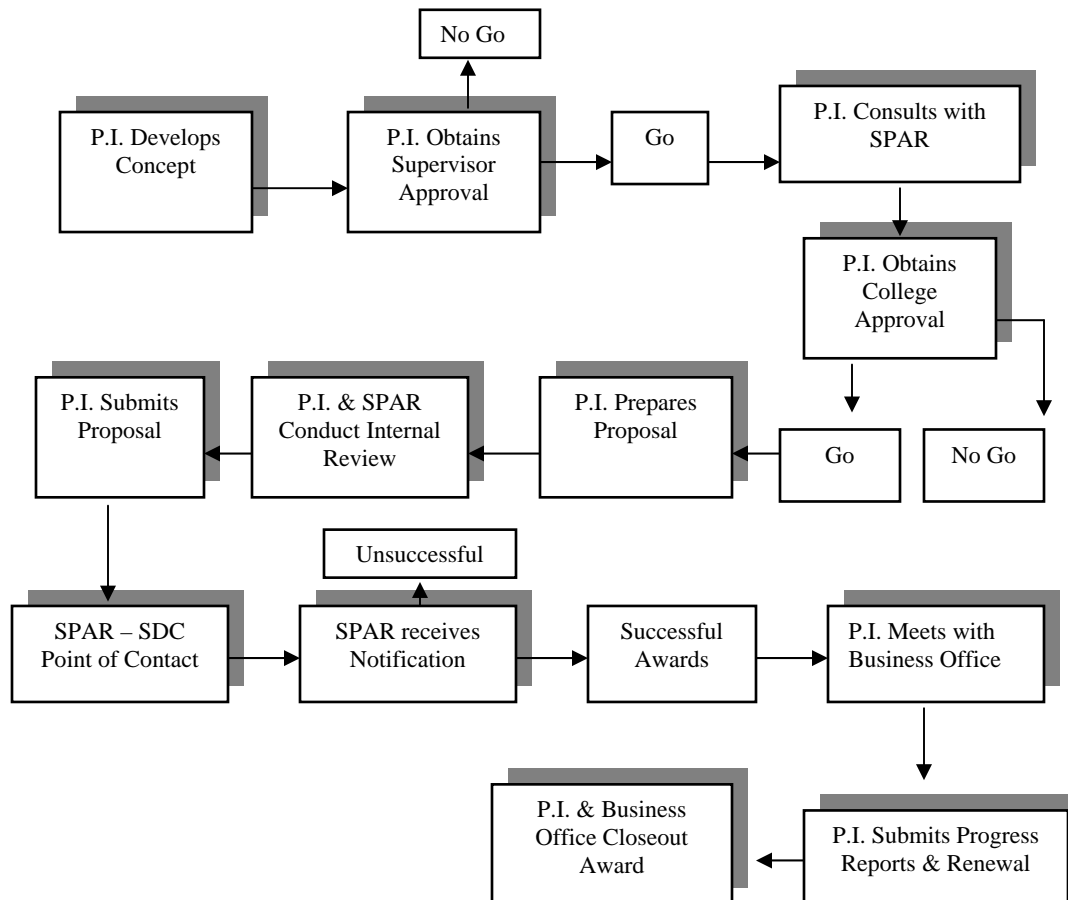 No Go
P.I. Develops
Concept
P.I. Obtains
Supervisor
Approval
Go
P.I. Consults with
SPAR
P.I. Obtains
College
Approval
Go
No Go
P.I. Prepares
Proposal
P.I. & SPAR
Conduct Internal
Review
P.I. Submits
Proposal
SPAR – SDC
Point of Contact
SPAR receives
Notification
Unsuccessful
Successful
Awards
P.I. Meets with
Business Office
P.I. Submits Progress
Reports & Renewal
P.I. & Business
Office Closeout
Award